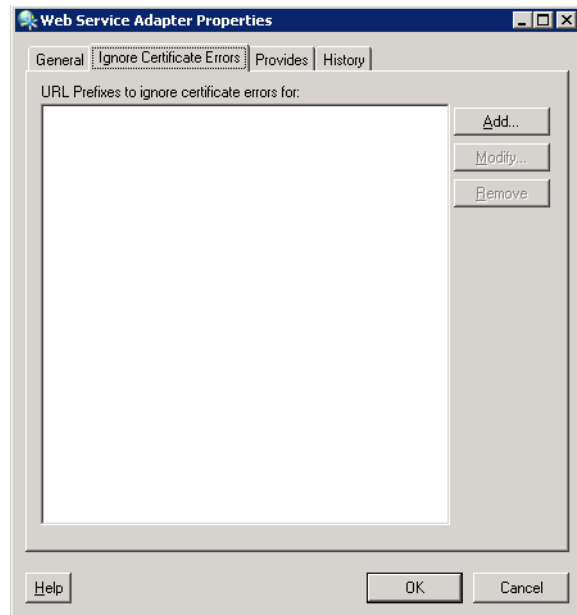 Web Service Adapter Properties
General Ignore Certificate Errors Provides History
URL Prefixes to ignore certificate errors for:
Add...
Modify...
Remove
Help OK Cancel